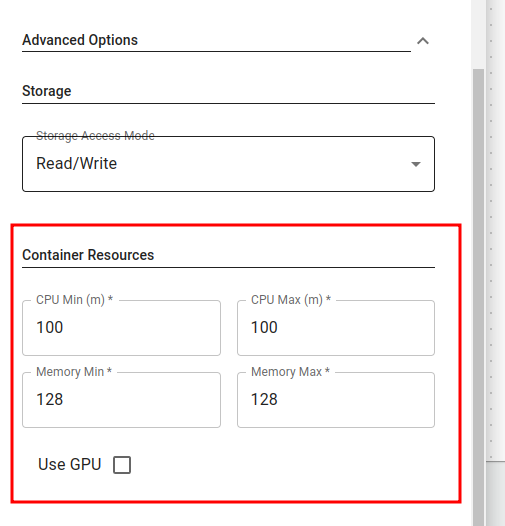 Advanced Options
Storage
Storage Access Mode
Read/Write
Container Resources
CPU Min (m) *
CPU Max (m) *
100
100
Memory Min *
Memory Max *
128
128
Use GPU